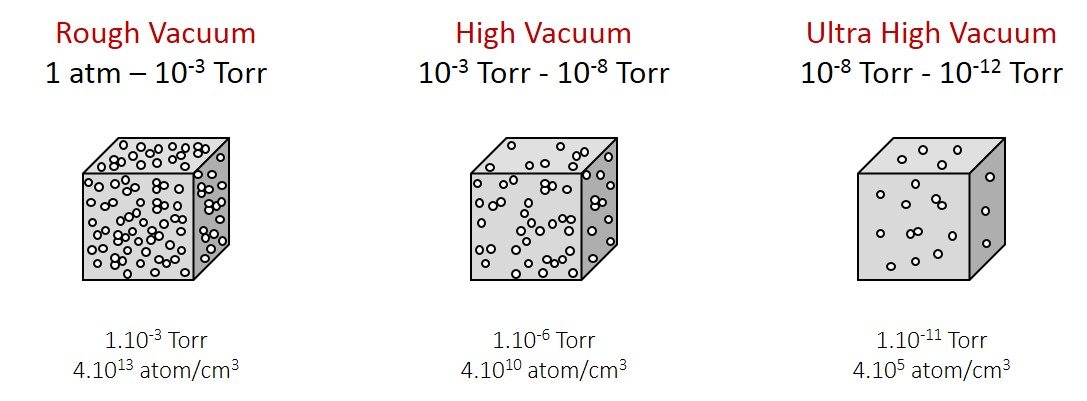 Rough Vacuum
1 atm – 10⁻³ Torr
High Vacuum
10⁻³ Torr - 10⁻⁸ Torr
Ultra High Vacuum
10⁻⁸ Torr - 10⁻¹² Torr
1.10⁻³ Torr
4.10¹³ atom/cm³
1.10⁻⁶ Torr
4.10¹⁰ atom/cm³
1.10⁻¹¹ Torr
4.10⁵ atom/cm³